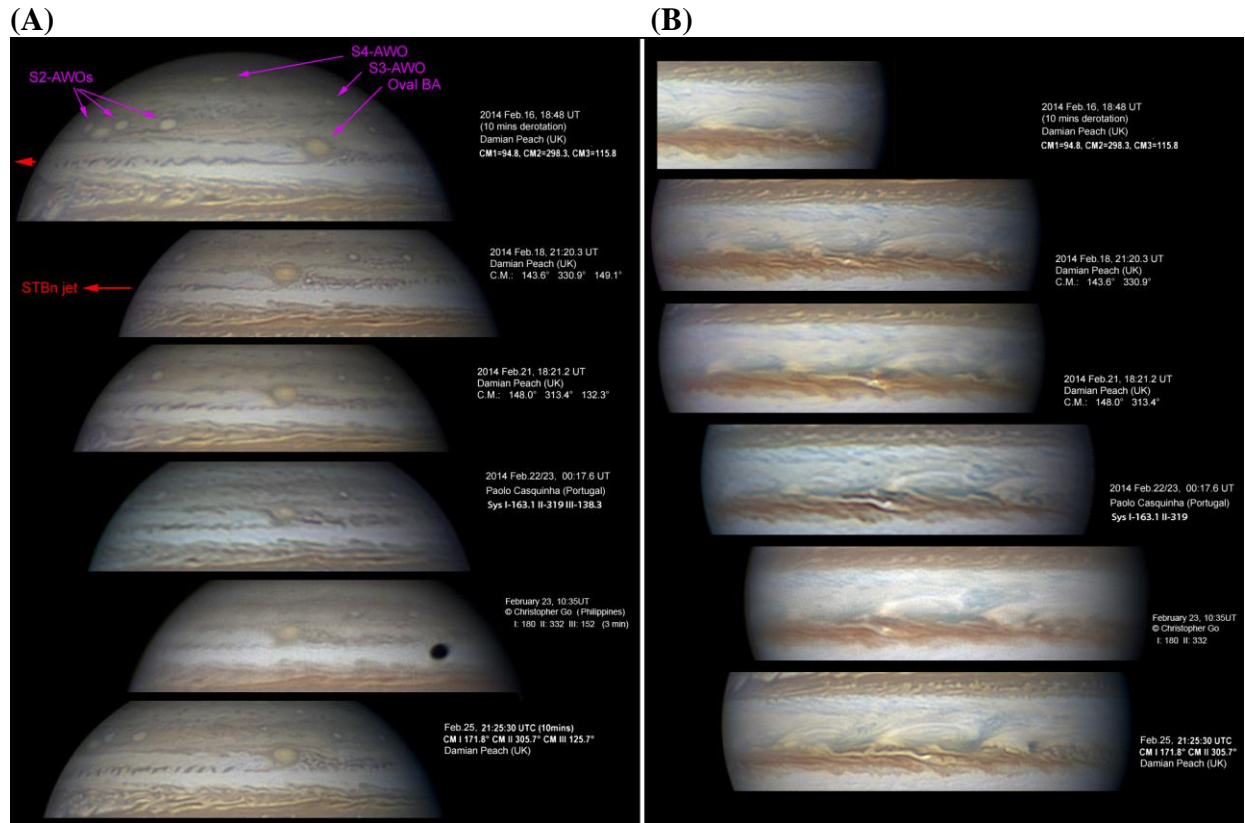 (A)
S4-AWO
S3-AWO
Oval BA
S2-AWOs
2014 Feb.16, 18:48 UT
(10 mins derotation)
Damian Peach (UK)
CM1=94.8, CM2=298.3, CM3=115.8
STBn jet
2014 Feb.18, 21:20.3 UT
Damian Peach (UK)
C.M.: 143.6° 330.9° 149.1°
2014 Feb.21, 18:21.2 UT
Damian Peach (UK)
C.M.: 148.0° 313.4° 132.3°
2014 Feb.22/23, 00:17.6 UT
Paolo Casquinha (Portugal)
Sys I-163.1 II-319 III-138.3
February 23, 10:35UT
© Christopher Go (Philippines)
I: 180 II: 332 III: 152 (3 min)
Feb.25, 21:25:30 UTC (10mins)
CM I 171.8° CM II 305.7° CM III 125.7°
Damian Peach (UK)
(B)
2014 Feb.16, 18:48 UT
(10 mins derotation)
Damian Peach (UK)
CM1=94.8, CM2=298.3, CM3=115.8
2014 Feb.18, 21:20.3 UT
Damian Peach (UK)
C.M.: 143.6° 330.9°
2014 Feb.21, 18:21.2 UT
Damian Peach (UK)
C.M.: 148.0° 313.4°
2014 Feb.22/23, 00:17.6 UT
Paolo Casquinha (Portugal)
Sys I-163.1 II-319
February 23, 10:35UT
© Christopher Go
I: 180 II: 332
Feb.25, 21:25:30 UTC
CM I 171.8° CM II 305.7°
Damian Peach (UK)